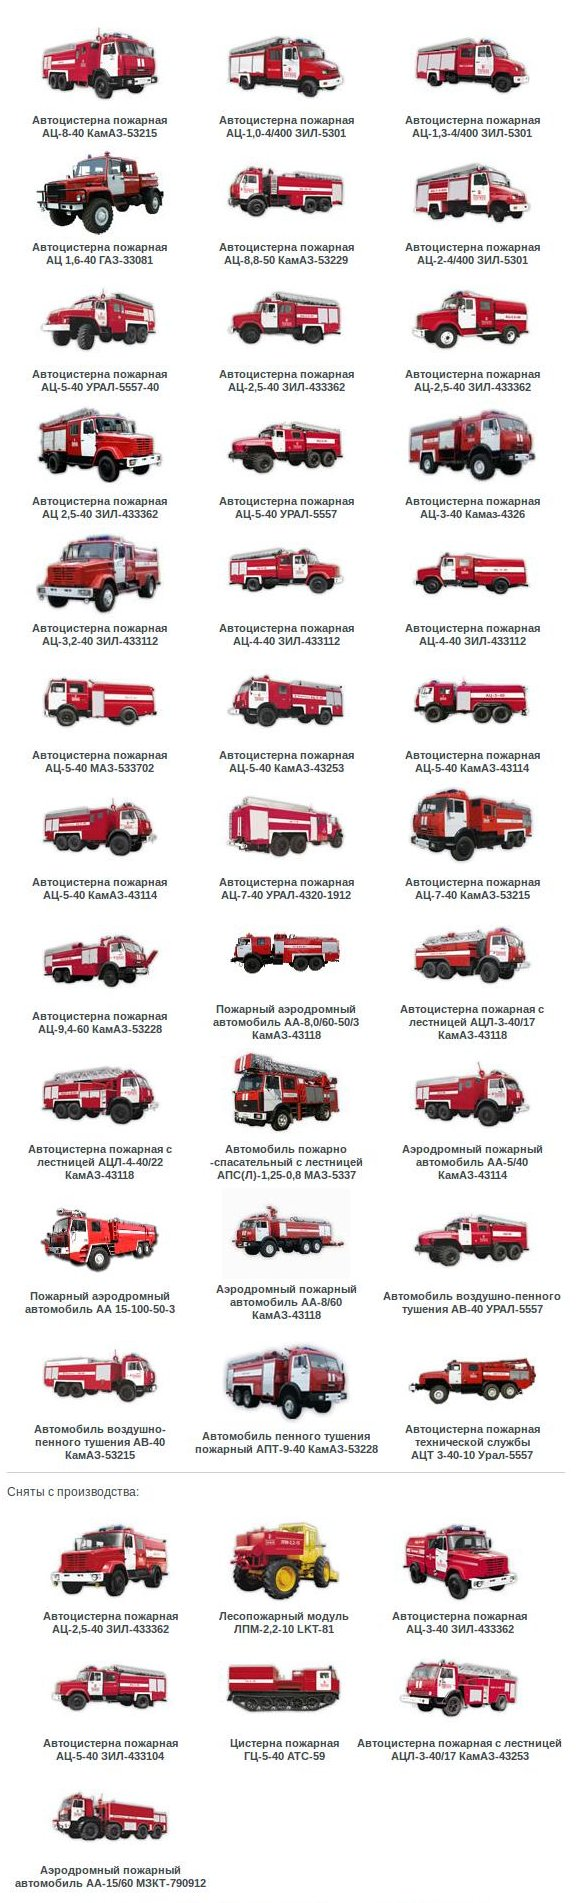 Автоцистерна пожарная
АЦ-8-40 КамАЗ-53215
Автоцистерна пожарная
АЦ-1,0-4/400 ЗИЛ-5301
Автоцистерна пожарная
АЦ-1,3-4/400 ЗИЛ-5301
Автоцистерна пожарная
АЦ 1,6-40 ГАЗ-33081
Автоцистерна пожарная
АЦ-8,8-50 КамАЗ-53229
Автоцистерна пожарная
АЦ-2-4/400 ЗИЛ-5301
Автоцистерна пожарная
АЦ-5-40 УРАЛ-5557-40
Автоцистерна пожарная
АЦ-2,5-40 ЗИЛ-433362
Автоцистерна пожарная
АЦ-2,5-40 ЗИЛ-433362
Автоцистерна пожарная
АЦ 2,5-40 ЗИЛ-433362
Автоцистерна пожарная
АЦ-5-40 УРАЛ-5557
Автоцистерна пожарная
АЦ-3-40 Камаз-4326
Автоцистерна пожарная
АЦ-3,2-40 ЗИЛ-433112
Автоцистерна пожарная
АЦ-4-40 ЗИЛ-433112
Автоцистерна пожарная
АЦ-4-40 ЗИЛ-433112
Автоцистерна пожарная
АЦ-5-40 МАЗ-533702
Автоцистерна пожарная
АЦ-5-40 КамАЗ-43253
Автоцистерна пожарная
АЦ-5-40 КамАЗ-43114
Автоцистерна пожарная
АЦ-5-40 КамАЗ-43114
Автоцистерна пожарная
АЦ-7-40 УРАЛ-4320-1912
Автоцистерна пожарная
АЦ-7-40 КамАЗ-53215
Автоцистерна пожарная
АЦ-9,4-60 КамАЗ-53228
Пожарный аэродромный
автомобиль АА-8,0/60-50/3
КамАЗ-43118
Автоцистерна пожарная с
лестницей АЦЛ-3-40/17
КамАЗ-43118
Автоцистерна пожарная с
лестницей АЦЛ-4-40/22
КамАЗ-43118
Автомобиль пожарно
-спасательный с лестницей
АПС(Л)-1,25-0,8 МАЗ-5337
Аэродромный пожарный
автомобиль АА-5/40
КамАЗ-43114
Пожарный аэродромный
автомобиль АА 15-100-50-3
Аэродромный пожарный
автомобиль АА-8/60
КамАЗ-43118
Автомобиль воздушно-пенного
тушения АВ-40 УРАЛ-5557
Автомобиль воздушно-
пенного тушения АВ-40
КамАЗ-53215
Автомобиль пенного тушения
пожарный АПТ-9-40 КамАЗ-53228
Автоцистерна пожарная
технической службы
АЦТ 3-40-10 Урал-5557
Сняты с производства:
Автоцистерна пожарная
АЦ-2,5-40 ЗИЛ-433362
Лесопожарный модуль
ЛПМ-2,2-10 LKT-81
Автоцистерна пожарная
АЦ-3-40 ЗИЛ-433362
Автоцистерна пожарная
АЦ-5-40 ЗИЛ-433104
Цистерна пожарная
ГЦ-5-40 АТС-59
Автоцистерна пожарная с лестницей
АЦЛ-3-40/17 КамАЗ-43253
Аэродромный пожарный
автомобиль АА-15/60 МЗКТ-790912